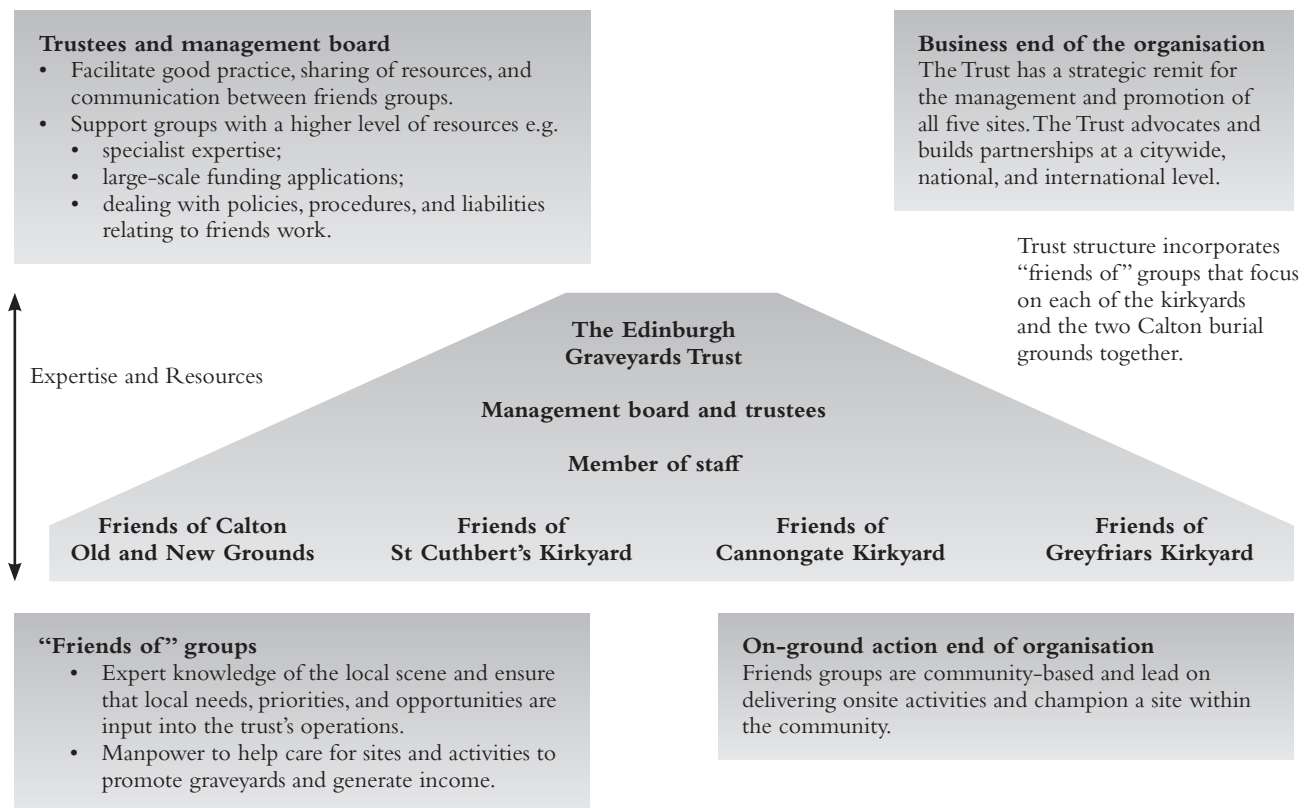 Trustees and management board
• Facilitate good practice, sharing of resources, and
communication between friends groups.
• Support groups with a higher level of resources e.g.
• specialist expertise;
• large-scale funding applications;
• dealing with policies, procedures, and liabilities
relating to friends work.
Business end of the organisation
The Trust has a strategic remit for
the management and promotion of
all five sites. The Trust advocates and
builds partnerships at a citywide,
national, and international level.
Trust structure incorporates
“friends of” groups that focus
on each of the kirkyards
and the two Calton burial
grounds together.
Expertise and Resources
The Edinburgh
Graveyards Trust
Management board and trustees
Member of staff
Friends of Calton
Old and New Grounds
Friends of
St Cuthbert’s Kirkyard
Friends of
Cannongate Kirkyard
Friends of
Greyfriars Kirkyard
“Friends of” groups
• Expert knowledge of the local scene and ensure
that local needs, priorities, and opportunities are
input into the trust’s operations.
• Manpower to help care for sites and activities to
promote graveyards and generate income.
On-ground action end of organisation
Friends groups are community-based and lead on
delivering onsite activities and champion a site within
the community.